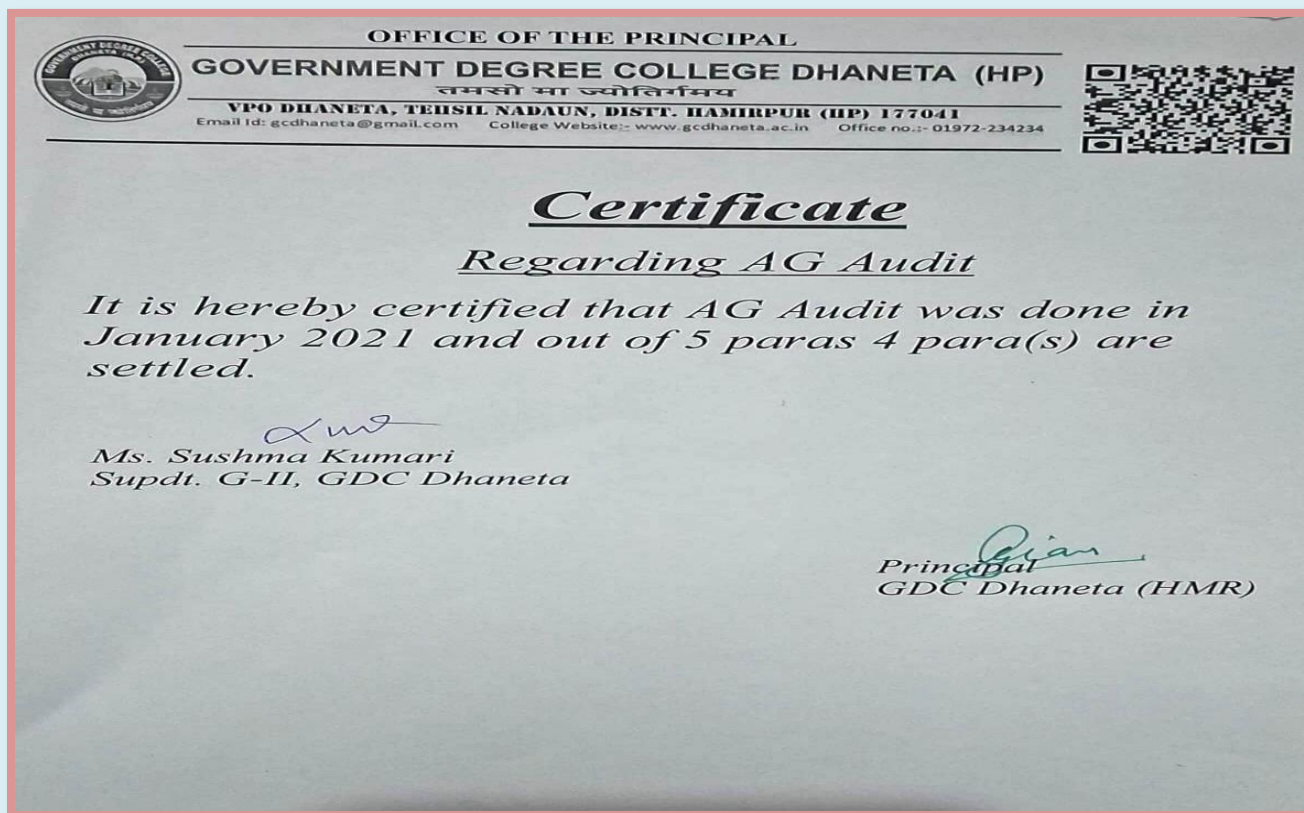 OFFICE OF THE PRINCIPAL
GOVERNMENT DEGREE COLLEGE DHANETA (HP)
तमसो मा ज्योतिर्गमय
VPO DHANETA, TEHSIL NADAUN, DISTT. HAMIRPUR (HP) 177041
Email Id: gcdhaneta@gmail.com College Website:- www.gcdhaneta.ac.in Office no.:- 01972-234234
Certificate
Regarding AG Audit
It is hereby certified that AG Audit was done in
January 2021 and out of 5 paras 4 para(s) are
settled.
Ms. Sushma Kumari
Supdt. G-II, GDC Dhaneta
Principal
GDC Dhaneta (HMR)